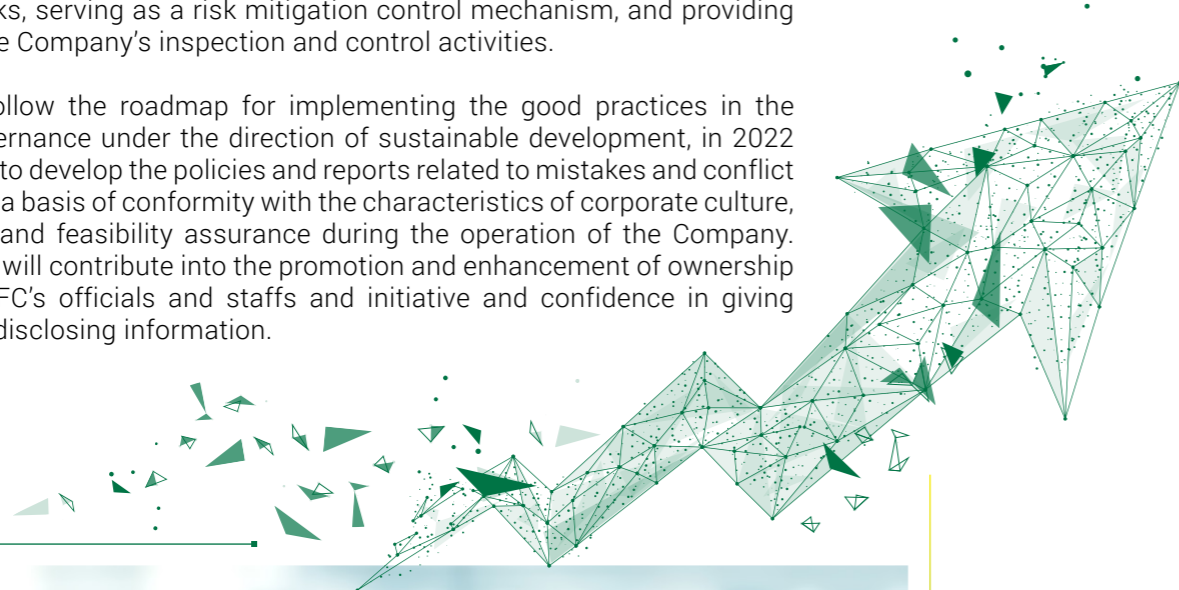 ks, serving as a risk mitigation control mechanism, and providing
e Company’s inspection and control activities.
ollow the roadmap for implementing the good practices in the
ernance under the direction of sustainable development, in 2022
to develop the policies and reports related to mistakes and conflict
a basis of conformity with the characteristics of corporate culture,
and feasibility assurance during the operation of the Company.
will contribute into the promotion and enhancement of ownership
FC’s officials and staffs and initiative and confidence in giving
disclosing information.